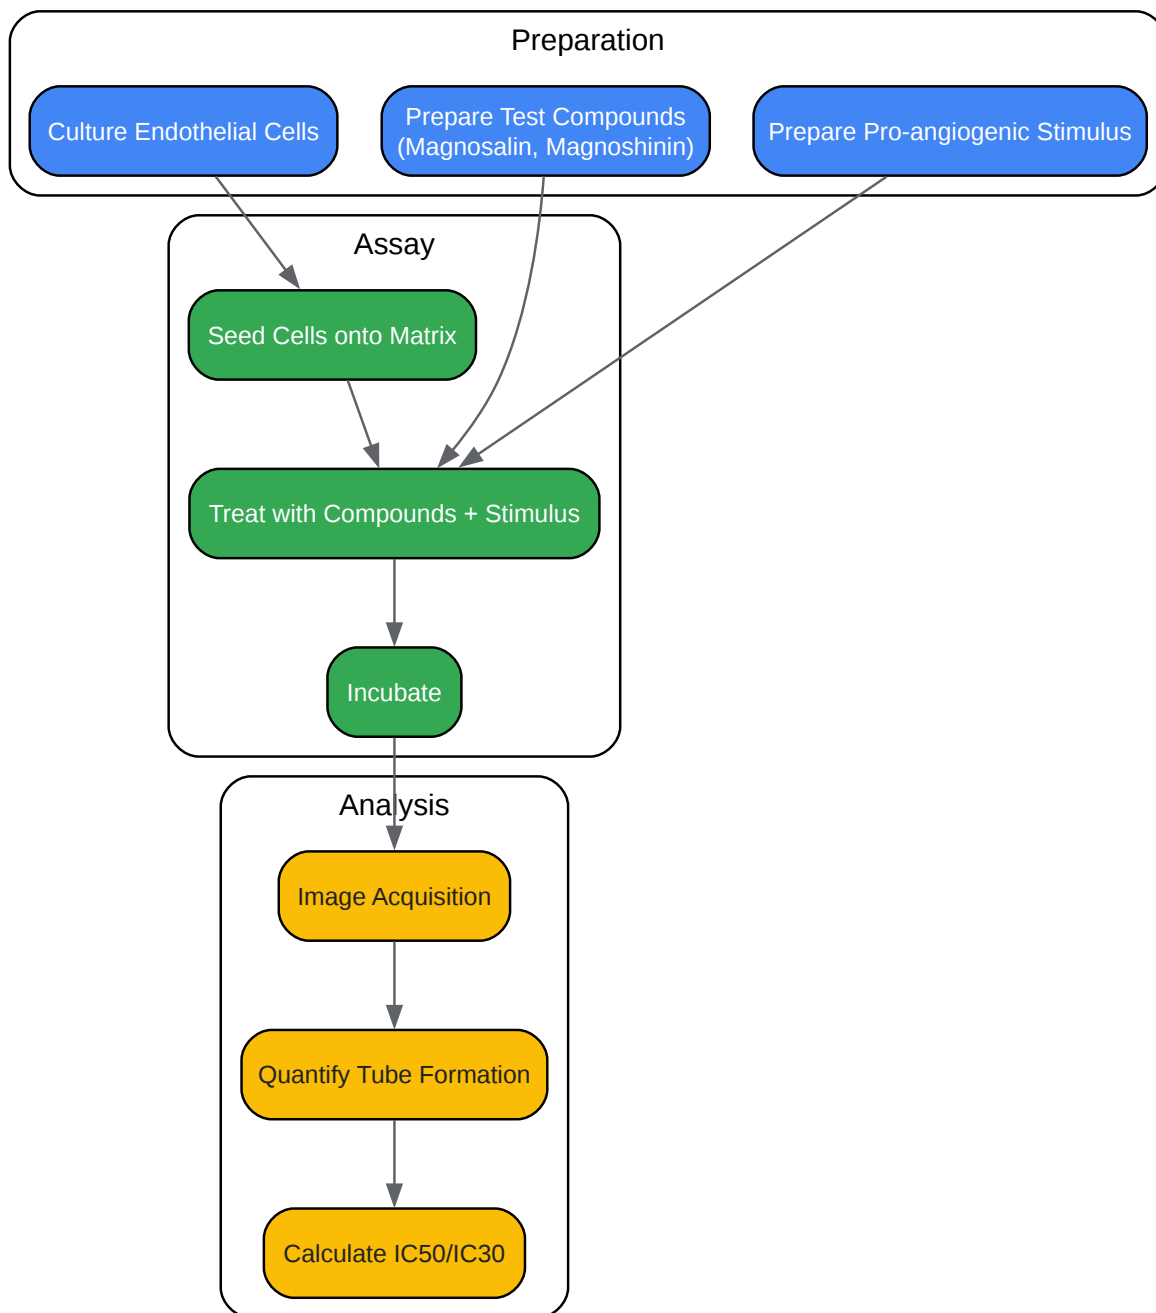 Preparation
Culture Endothelial Cells
Prepare Test Compounds
(Magnosalin, Magnoshinin)
Prepare Pro-angiogenic Stimulus
Assay
Seed Cells onto Matrix
Treat with Compounds + Stimulus
Incubate
Analysis
Image Acquisition
Quantify Tube Formation
Calculate IC50/IC30